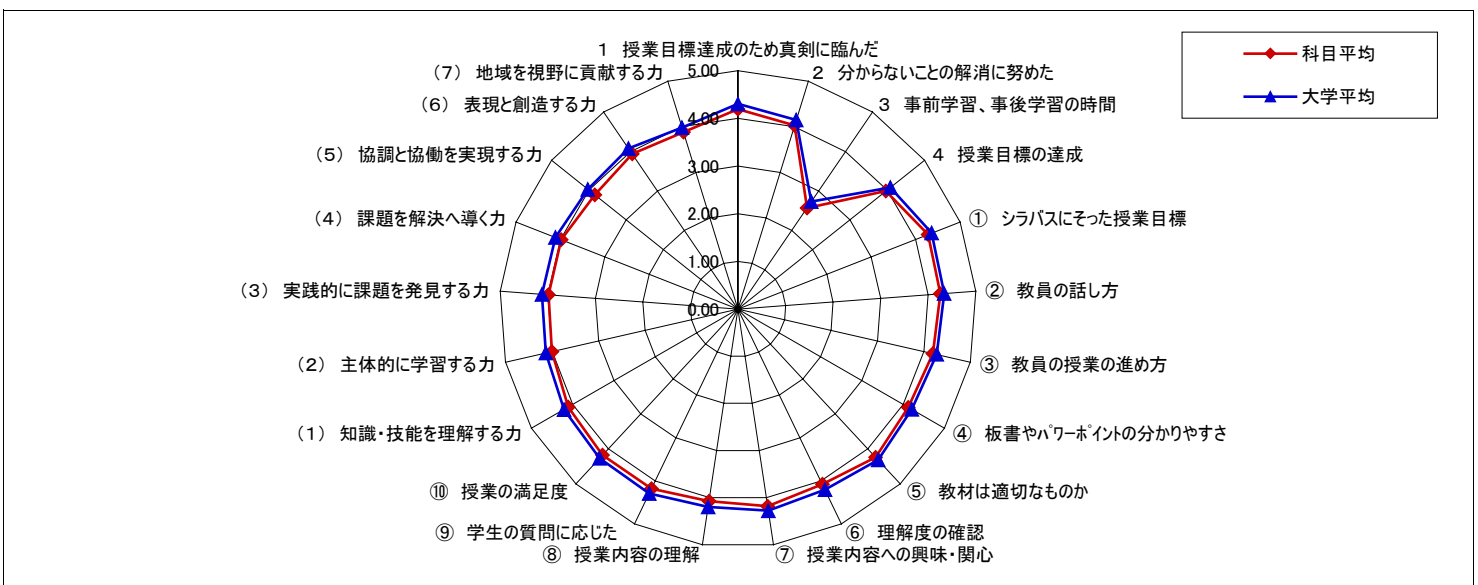 1 授業目標達成のため真剣に臨んだ
2 分からないことの解消に努めた
3 事前学習、事後学習の時間
4 授業目標の達成
① シラバスにそった授業目標
② 教員の話し方
③ 教員の授業の進め方
④ 板書やﾊﾟﾜｰﾎﾟｲﾝﾄの分かりやすさ
⑤ 教材は適切なものか
⑥ 理解度の確認
⑦ 授業内容への興味・関心
⑧ 授業内容の理解
⑨ 学生の質問に応じた
⑩ 授業の満足度
(1) 知識・技能を理解する力
(2) 主体的に学習する力
(3) 実践的に課題を発見する力
(4) 課題を解決へ導く力
(5) 協調と協働を実現する力
(6) 表現と創造する力
(7) 地域を視野に貢献する力
5.00
4.00
3.00
2.00
1.00
0.00
科目平均
大学平均